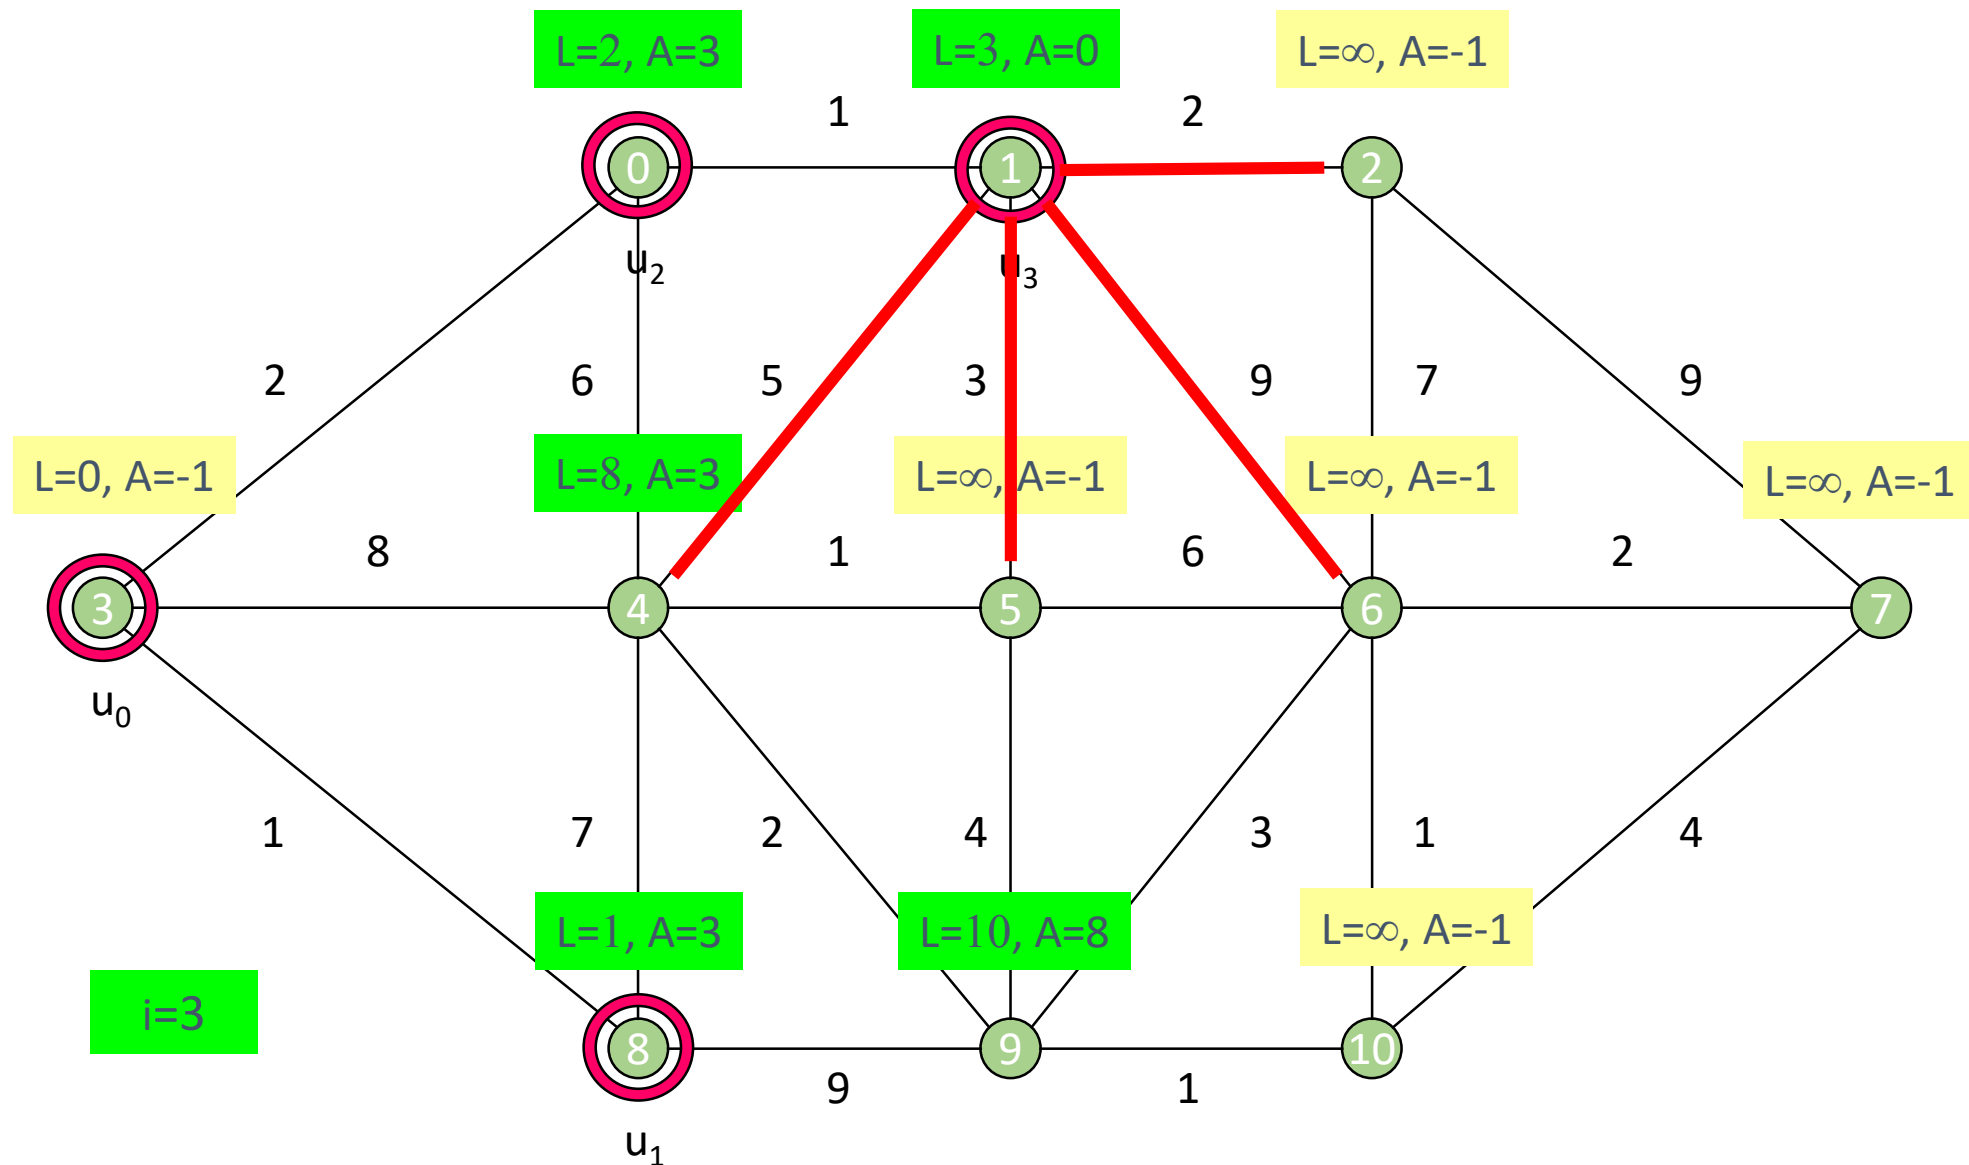 L=2, A=3
L=3, A=0
L=∞, A=-1
1
2
0
1
2
u2
u3
2
6
5
3
9
7
9
L=0, A=-1
L=8, A=3
L=∞, A=-1
L=∞, A=-1
L=∞, A=-1
8
1
6
2
3
4
5
6
7
u0
1
7
2
4
3
1
4
L=1, A=3
L=10, A=8
L=∞, A=-1
i=3
8
9
10
9
1
u1